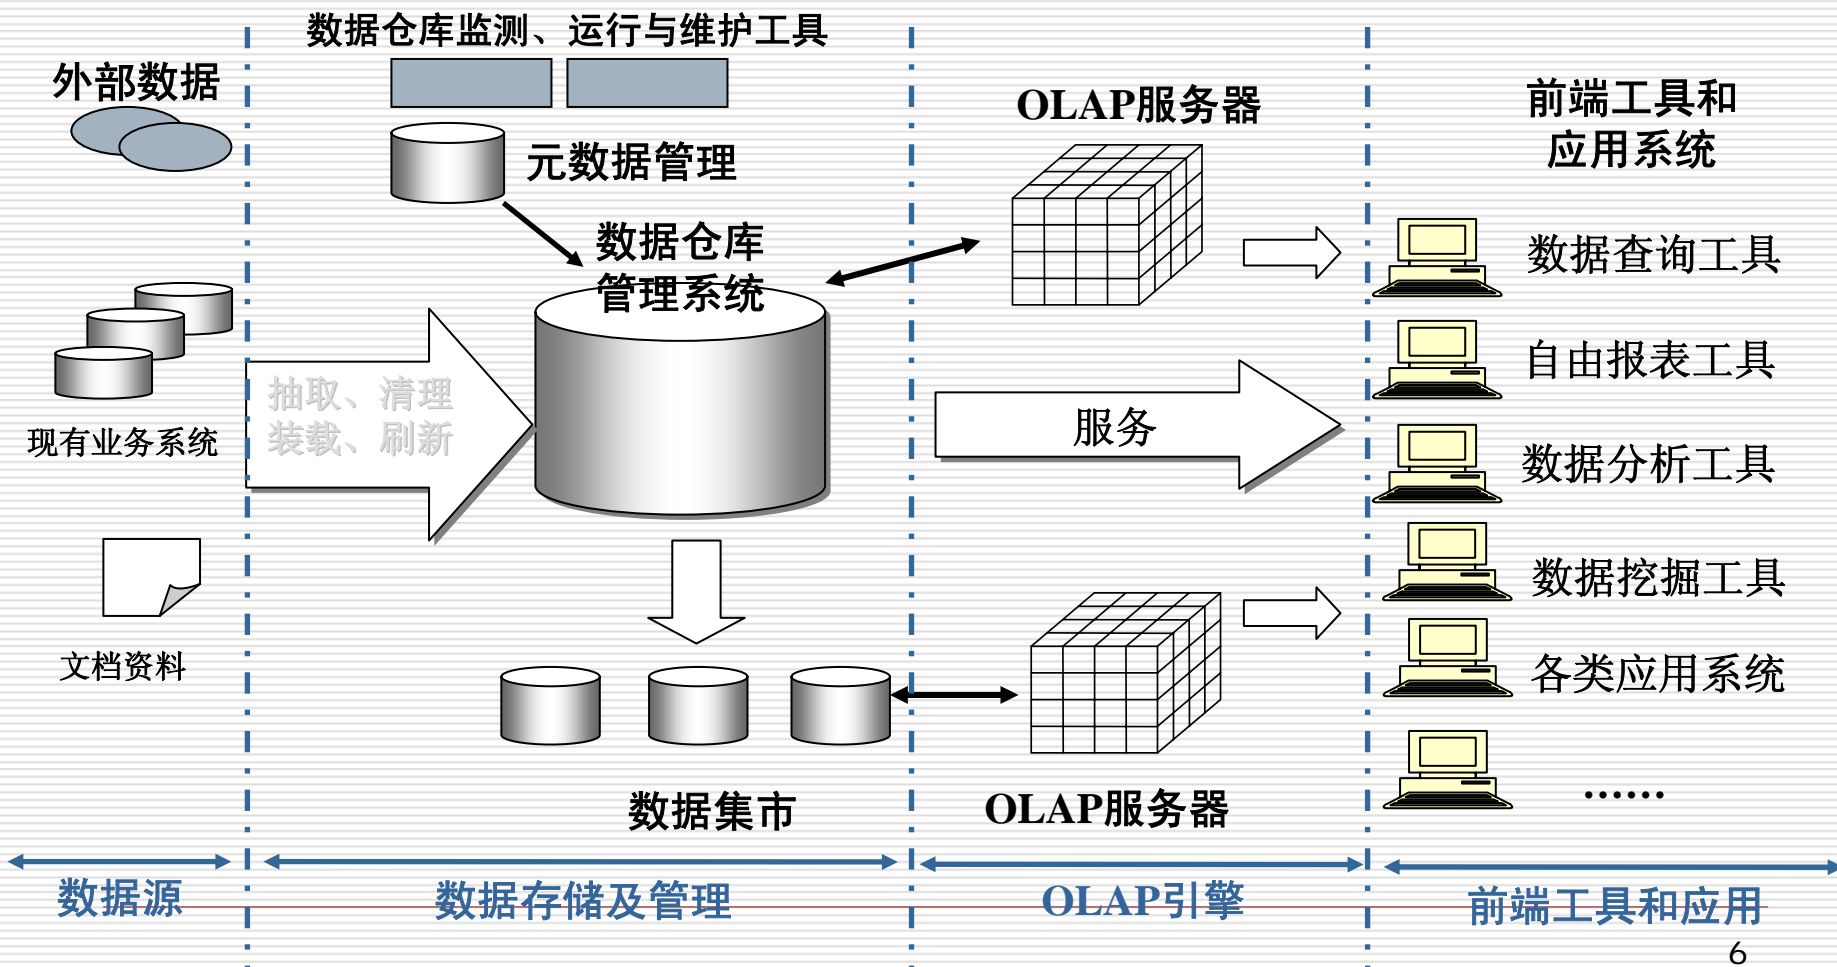 数据仓库监测、运行与维护工具
外部数据
元数据管理
数据仓库
管理系统
抽取、清理
装载、刷新
现有业务系统
文档资料
数据集市
OLAP服务器
服务
OLAP服务器
前端工具和
应用系统
数据查询工具
自由报表工具
数据分析工具
数据挖掘工具
各类应用系统
......
数据源
数据存储及管理
OLAP引擎
前端工具和应用
6